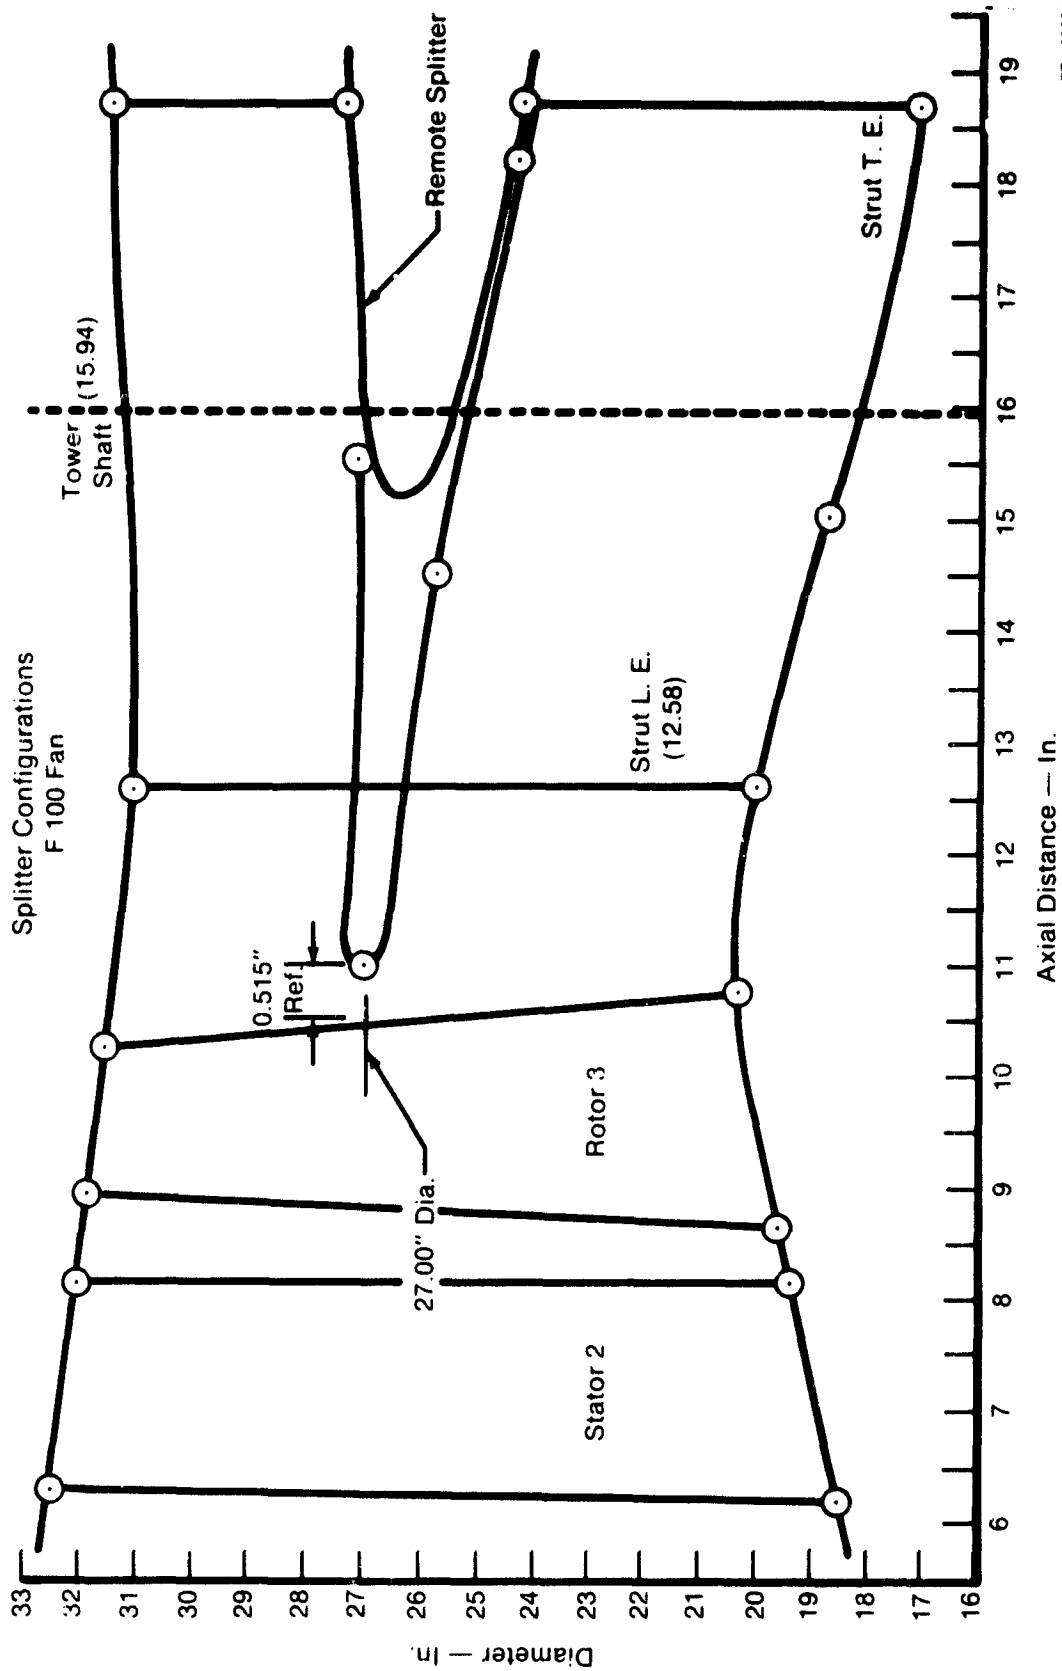 Splitter Configurations
F 100 Fan
Tower
Shaft
(15.94)
Remote Splitter
0.515"
Ref.
27.00" Dia.
Strut L. E.
(12.58)
Strut T. E.
Stator 2
Rotor 3
Diameter — In.
33
32
31
30
29
28
27
26
25
24
23
22
21
20
19
18
17
16
6
7
8
9
10
11
12
13
14
15
16
17
18
19
Axial Distance — In.